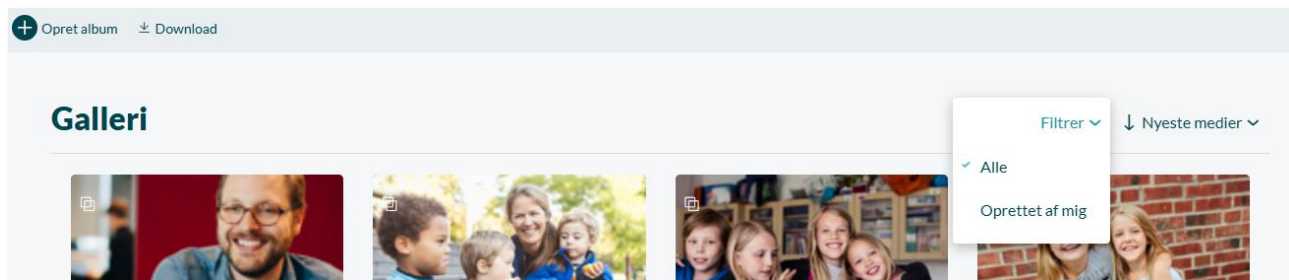 Opret album
Download
Galleri
Filtrer
Nyeste medier
Alle
Oprettet af mig